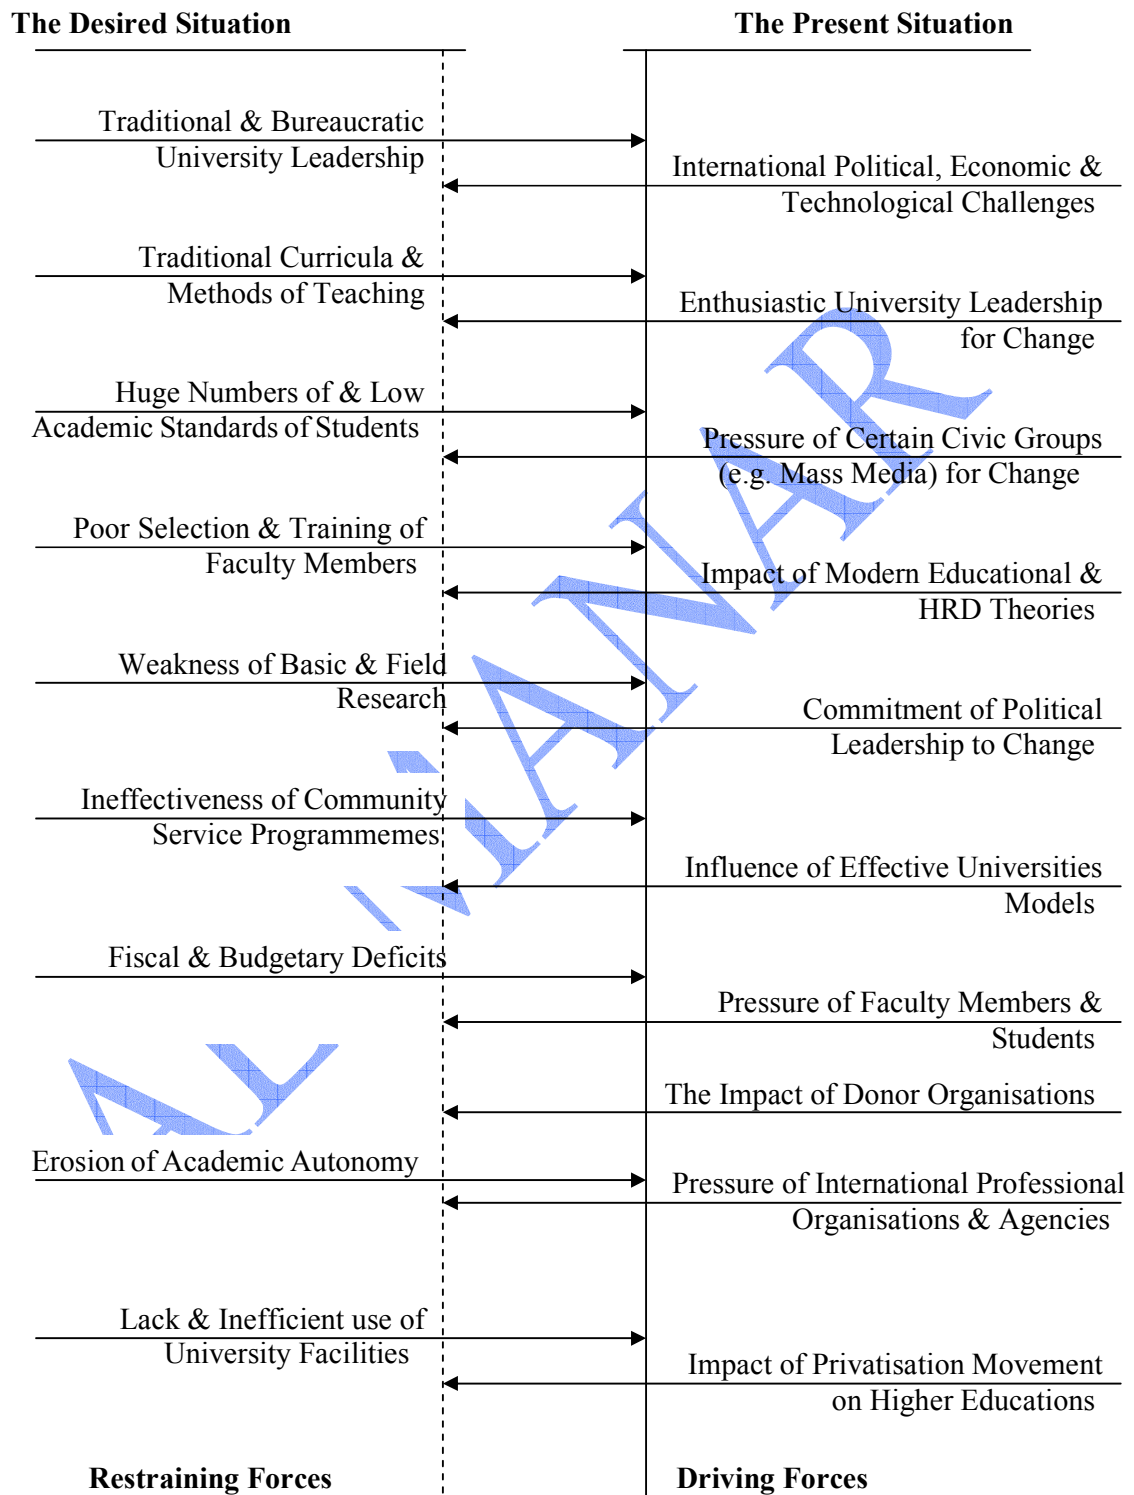 The Desired Situation
The Present Situation
Traditional & Bureaucratic
University Leadership
International Political, Economic &
Technological Challenges
Traditional Curricula &
Methods of Teaching
Enthusiastic University Leadership
for Change
Huge Numbers of & Low
Academic Standards of Students
Pressure of Certain Civic Groups
(e.g. Mass Media) for Change
Poor Selection & Training of
Faculty Members
Impact of Modern Educational &
HRD Theories
Weakness of Basic & Field
Research
Commitment of Political
Leadership to Change
Ineffectiveness of Community
Service Programmemes
Influence of Effective Universities
Models
Fiscal & Budgetary Deficits
Pressure of Faculty Members &
Students
The Impact of Donor Organisations
Erosion of Academic Autonomy
Pressure of International Professional
Organisations & Agencies
Lack & Inefficient use of
University Facilities
Impact of Privatisation Movement
on Higher Educations
Restraining Forces
Driving Forces
AL MANAR